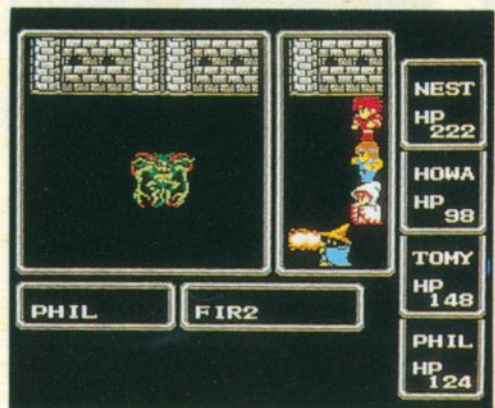 NEST
HP
222
HOWA
HP
98
TOMY
HP
148
PHIL
HP
124
PHIL
FIR2